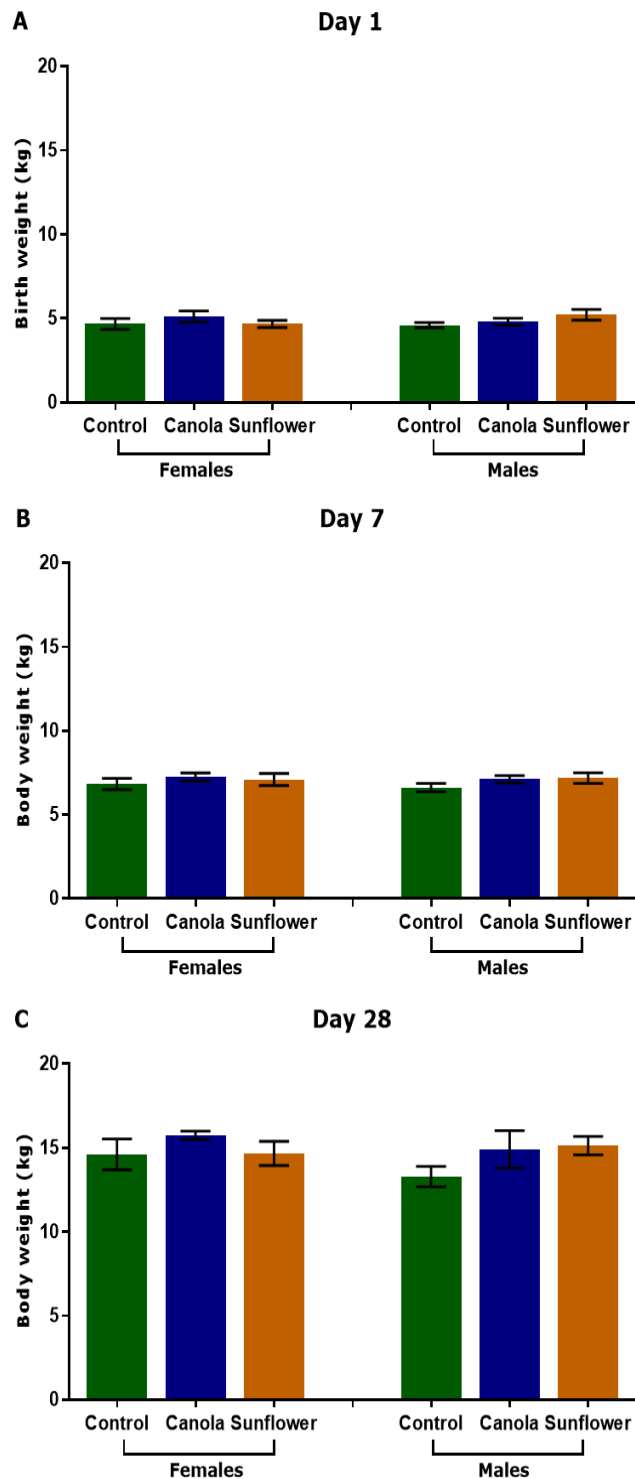 A
Day 1
Birth weight (kg)
20
15
10
5
0
Control Canola Sunflower Control Canola Sunflower
Females Males
B
Day 7
Body weight (kg)
20
15
10
5
0
Control Canola Sunflower Control Canola Sunflower
Females Males
C
Day 28
Body weight (kg)
20
15
10
5
0
Control Canola Sunflower Control Canola Sunflower
Females Males